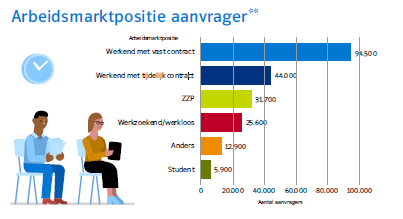 Arbeidsmarktpositie aanvrager**
Arbeidsmarktpositie
Werkend met vast contract
94.500
Werkend met tijdelijk contract
44.000
ZZP
31.700
Werkzoekend/werkloos
25.600
Anders
12.900
Student
5.900
0 20.000 40.000 60.000 80.000 100.000
Aantal aanvragers